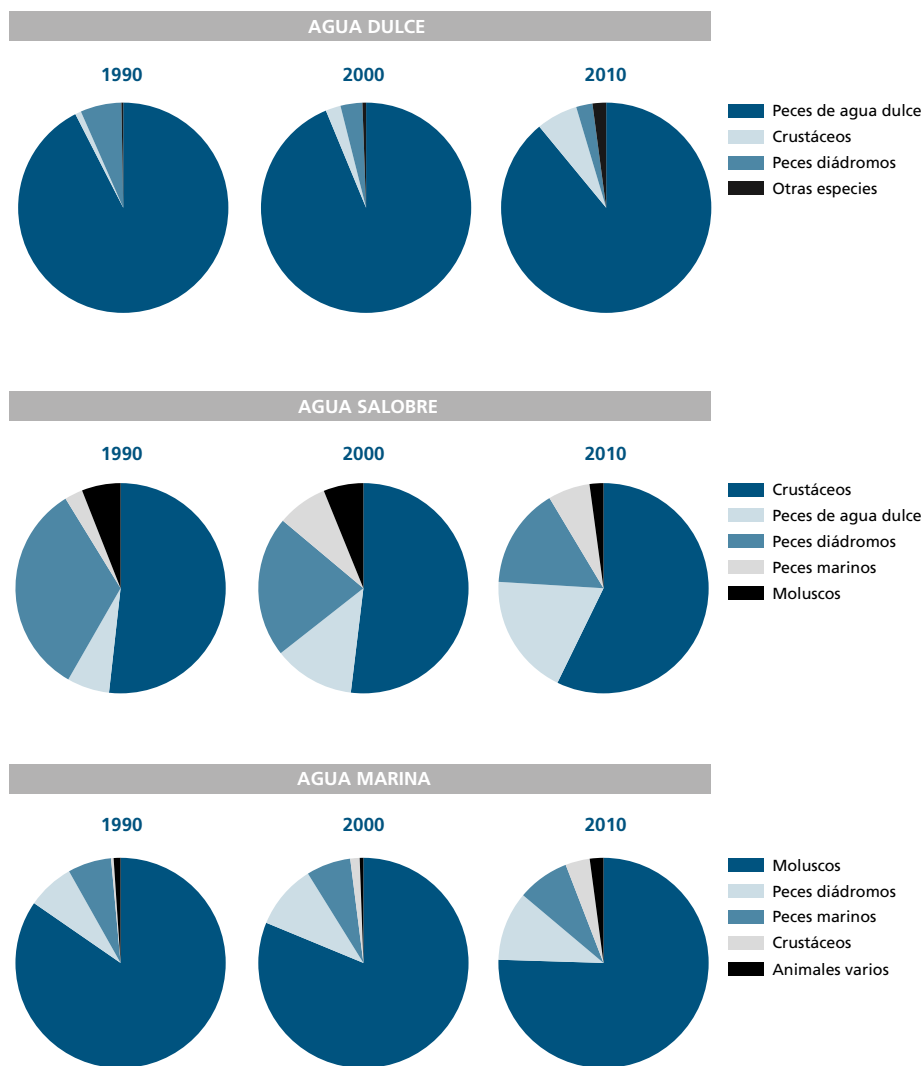 AGUA DULCE
1990
2000
2010
Peces de agua dulce
Crustáceos
Peces diádromos
Otras especies
AGUA SALOBRE
1990
2000
2010
Crustáceos
Peces de agua dulce
Peces diádromos
Peces marinos
Moluscos
AGUA MARINA
1990
2000
2010
Moluscos
Peces diádromos
Peces marinos
Crustáceos
Animales varios